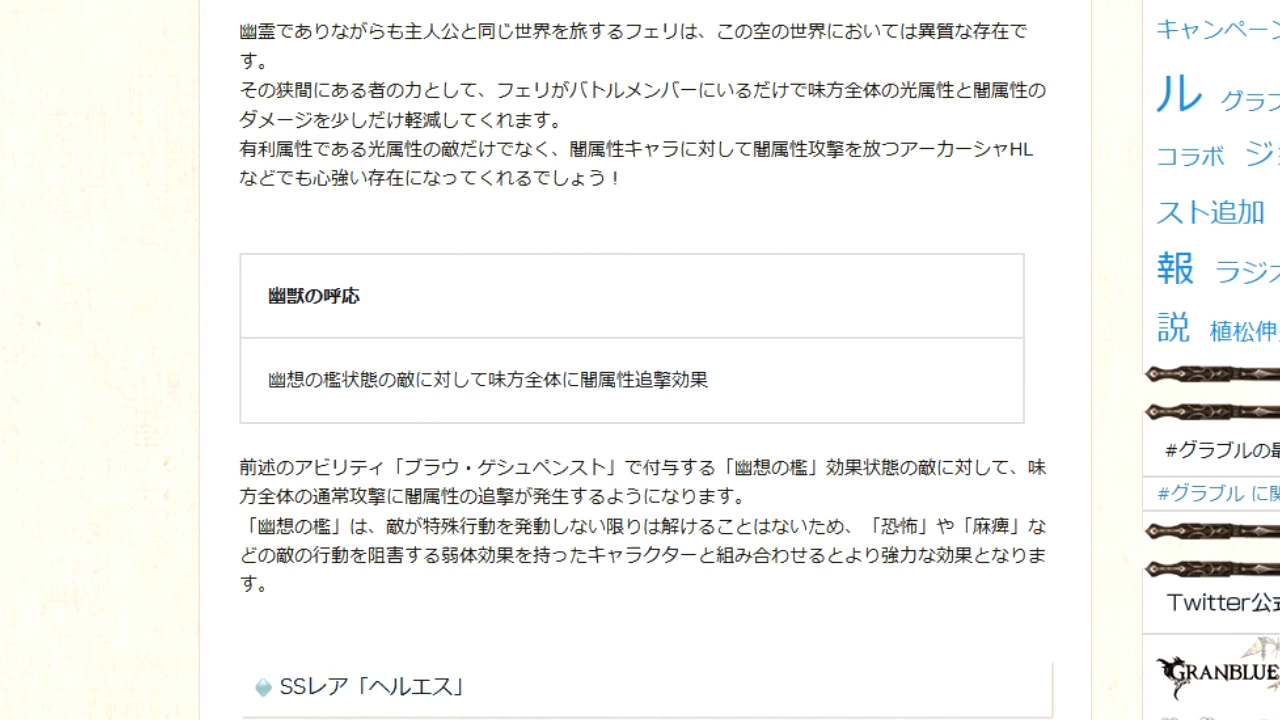 幽霊でありながらも主人公と同じ世界を旅するフェリは、この空の世界においては異質な存在で
す。
その狭間にある者の力として、フェリがバトルメンバーにいるだけで味方全体の光属性と闇属性の
ダメージを少しだけ軽減してくれます。
有利属性である光属性の敵だけでなく、闇属性キャラに対して闇属性攻撃を放つアーカーシャHL
などでも心強い存在になってくれるでしょう！
幽獣の呼応
幽想の檻状態の敵に対して味方全体に闇属性追撃効果
前述のアビリティ「ブラウ・ゲシュペンスト」で付与する「幽想の檻」効果状態の敵に対して、味
方全体の通常攻撃に闇属性の追撃が発生するようになります。
「幽想の檻」は、敵が特殊行動を発動しない限りは解けることはないため、「恐怖」や「麻痺」な
どの敵の行動を阻害する弱体効果を持ったキャラクターと組み合わせるとより強力な効果となりま
す。
SSレア「ヘルエス」
キャンペーン
ル グラブ
コラボ ジョ
スト追加
報 ラジオ
説 植松伸
#グラブルの最
#グラブル に関
Twitter公式
GRANBLUE